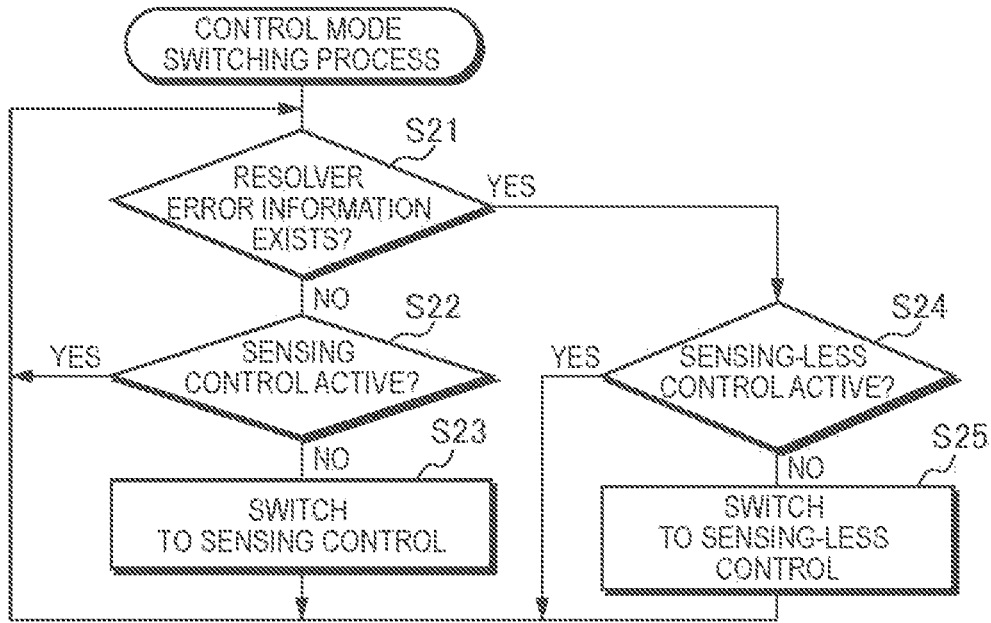 CONTROL MODE
SWITCHING PROCESS
S21
RESOLVER
ERROR INFORMATION
EXISTS?
YES
NO
S22
SENSING
CONTROL ACTIVE?
YES
NO
S23
SWITCH
TO SENSING CONTROL
S24
SENSING-LESS
CONTROL ACTIVE?
YES
NO
S25
SWITCH
TO SENSING-LESS
CONTROL